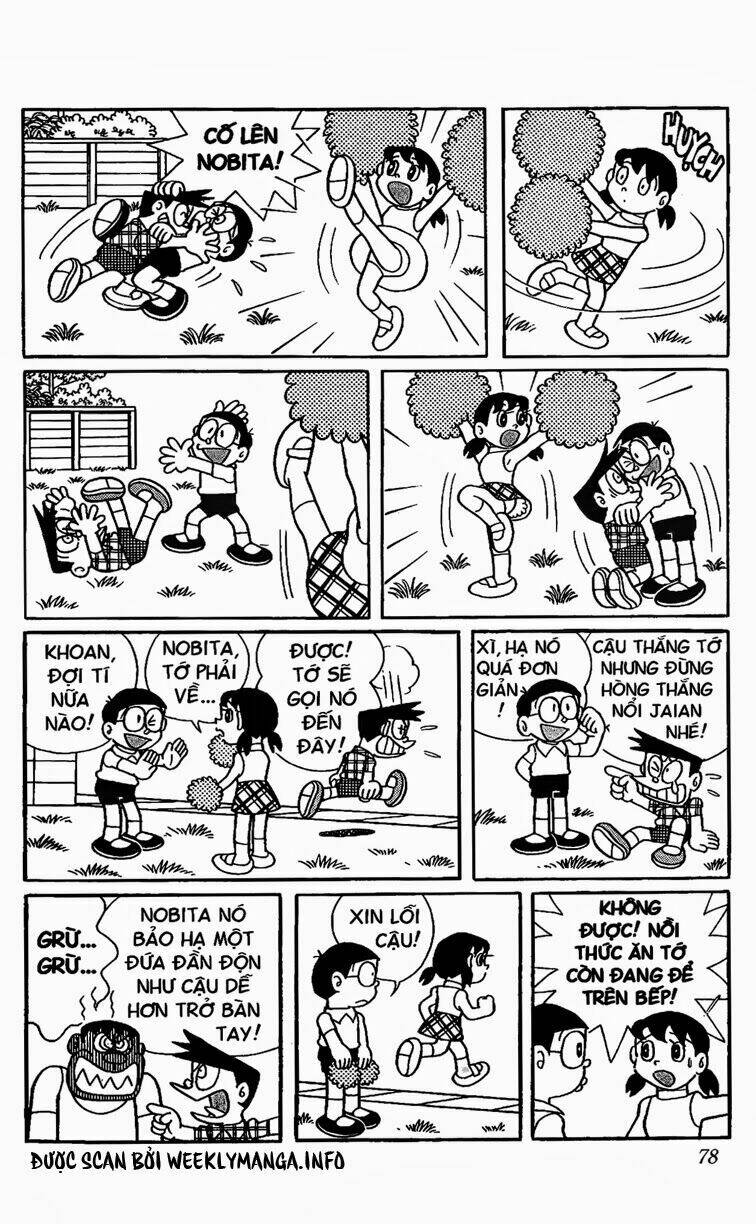 HUỴCH
CỐ LÊN
NOBITA!
CẬU THẮNG TỚ
NHƯNG ĐỪNG
HÒNG THẮNG
NỔI JAIAN
NHÉ!
XÌ, HẠ NÓ
QUÁ ĐƠN
GIẢN
!
ĐƯỢC!
TỚ SẼ
GỌI NÓ
ĐẾN
ĐÂY!
NOBITA,
TỚ PHẢI
VỀ...
KHOAN,
ĐỢI TÍ
NỮA
NÀO!
KHÔNG
ĐƯỢC! NỒI
THỨC ĂN TỚ
CÒN ĐANG ĐỂ
TRÊN BẾP!
XIN LỖI
CẬU!
NOBITA NÓ
BẢO HẠ MỘT
ĐỨA ĐẦN ĐỘN
NHƯ CẬU DỄ
HƠN TRỞ BÀN
TAY!
GRỪ...
GRỪ...
ĐƯỢC SCAN BỞI WEEKLYMANGA.INFO
78